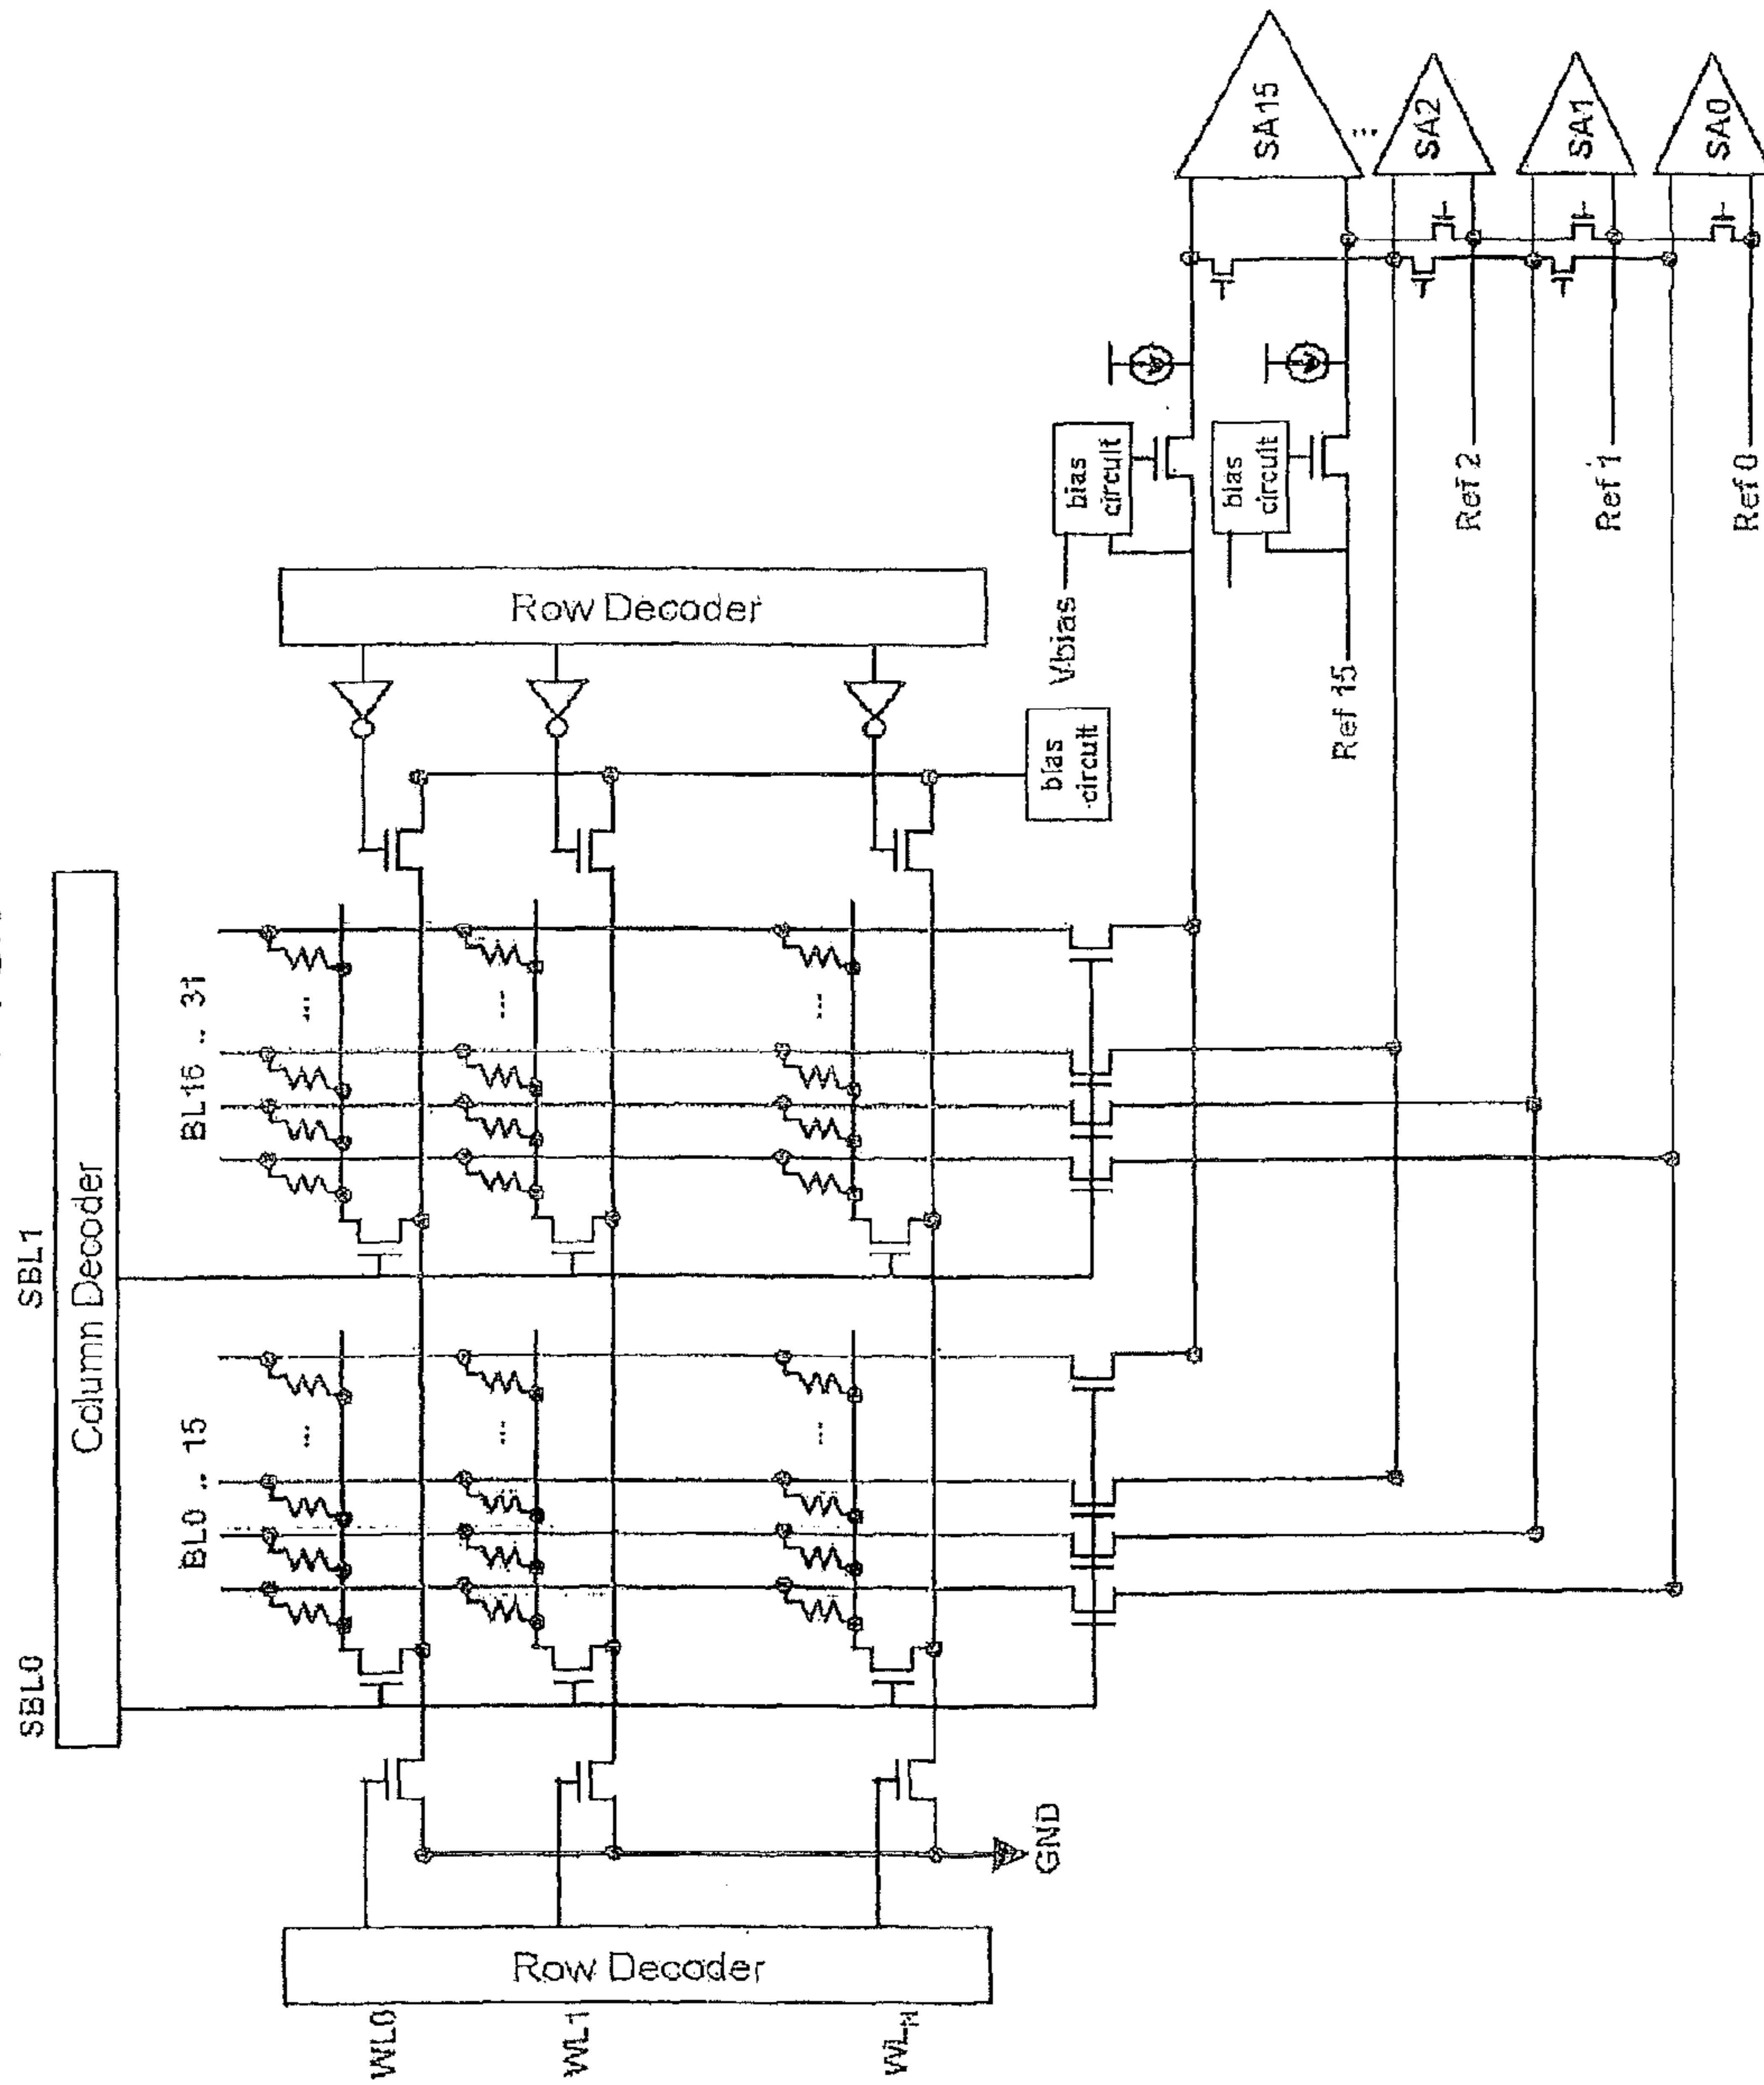 SBL0
SBL1
Column Decoder
BL0 .. 15
BL16 .. 31
...
...
...
...
...
...
WL0
WL1
WLN
Row Decoder
Row Decoder
GND
bias
circuit
Vbias
bias
circuit
Ref 15
bias
circuit
Ref 2
Ref 1
Ref 0
SA15
...
SA2
SA1
SA0